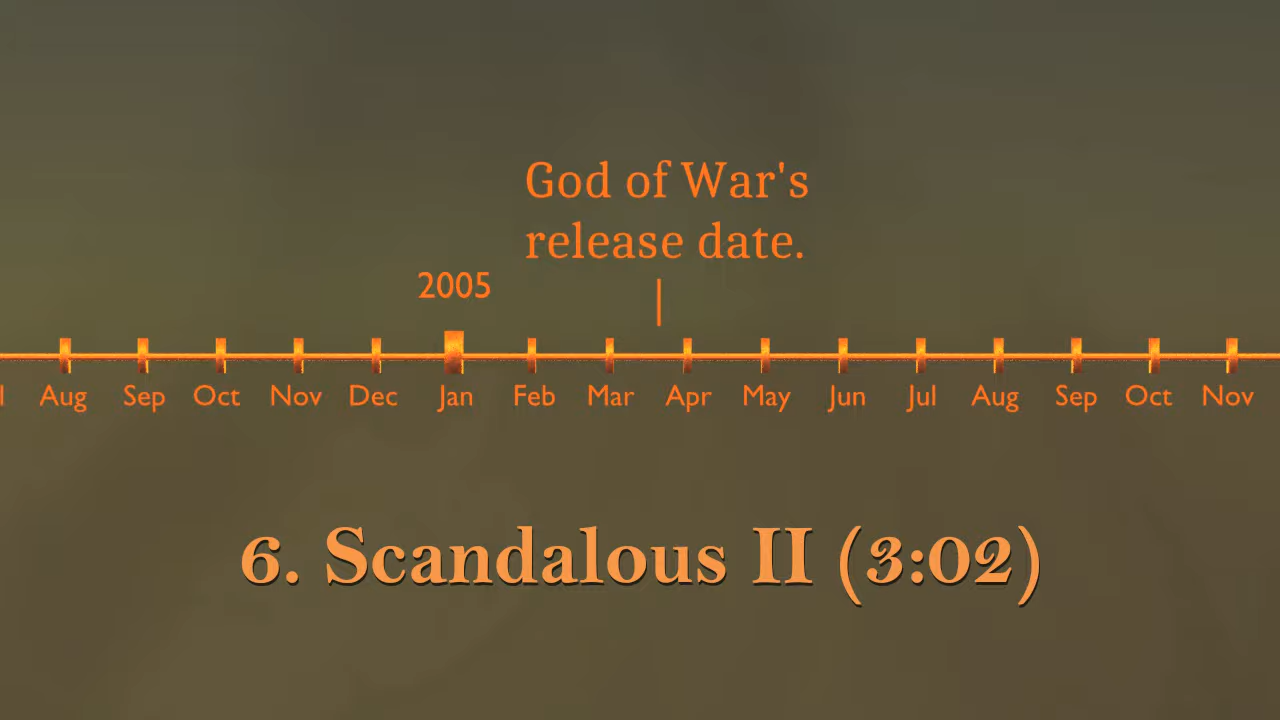 God of War's
release date.
2005
l Aug Sep Oct Nov Dec Jan Feb Mar Apr May Jun Jul Aug Sep Oct Nov
6. Scandalous II (3:02)